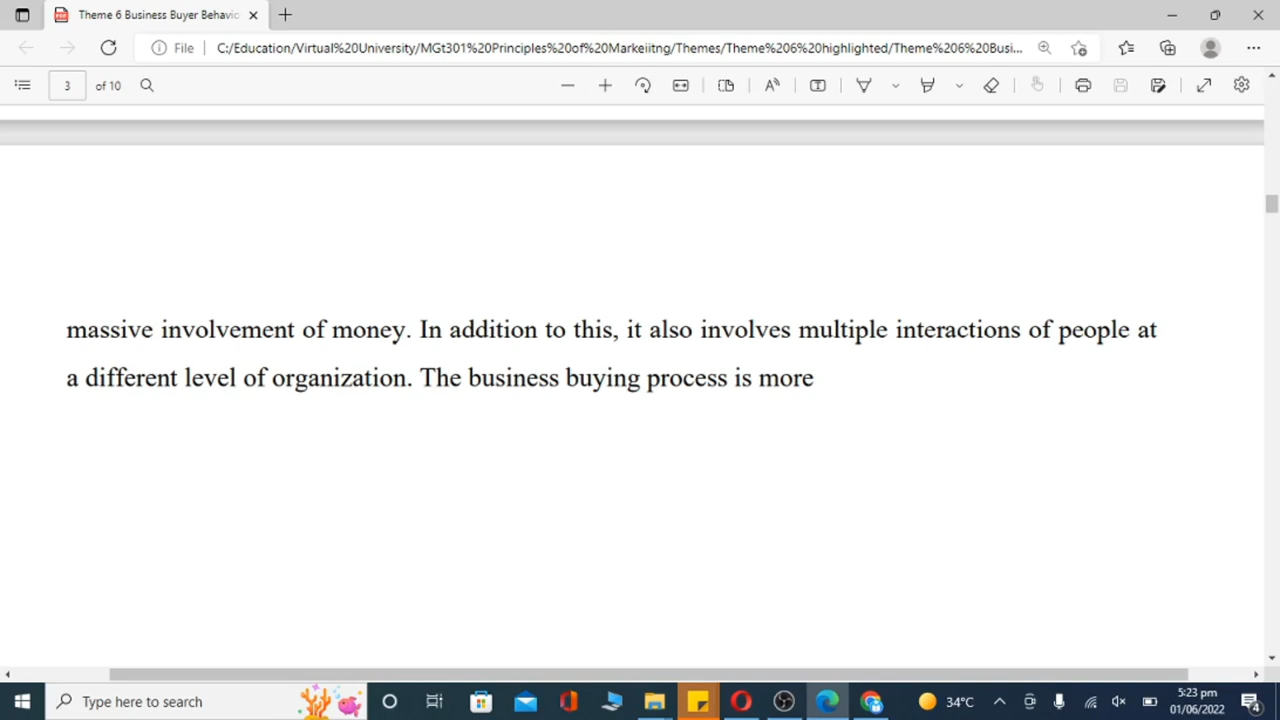 Theme 6 Business Buyer Behavio
File
C:/Education/Virtual%20University/MGt301%20Principles%20of%20Markeiitng/Themes/Theme%206%20highlighted/Theme%206%20Busi...
3 of 10
massive involvement of money. In addition to this, it also involves multiple interactions of people at
a different level of organization. The business buying process is more
Type here to search
34°C
5:23 pm
01/06/2022
4